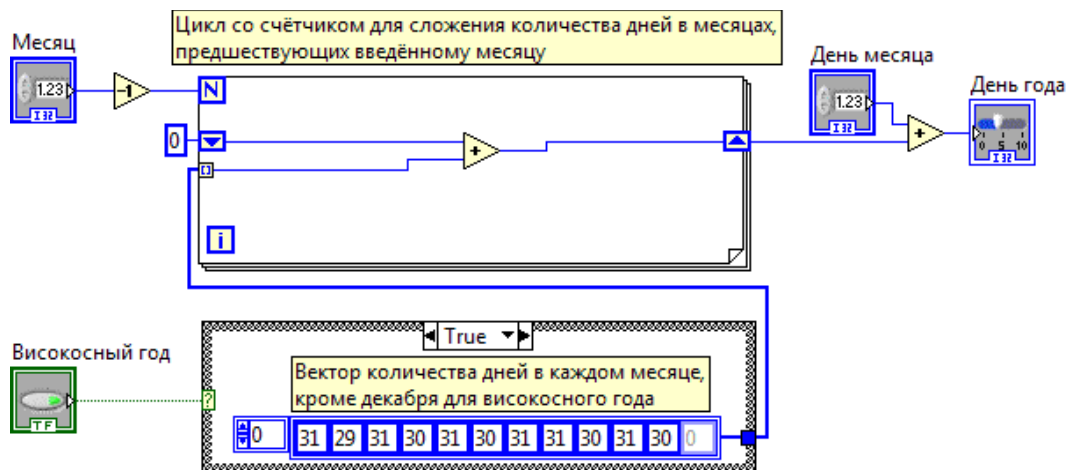 Цикл со счётчиком для сложения количества дней в месяцах,
предшествующих введённому месяцу
Месяц
1.23
I32
-1
N
0
+
[]
i
День месяца
1.23
I32
+
День года
0 5 10
I32
True
Високосный год
TF
?
Вектор количества дней в каждом месяце,
кроме декабря для високосного года
0 31 29 31 30 31 30 31 31 30 31 30 0